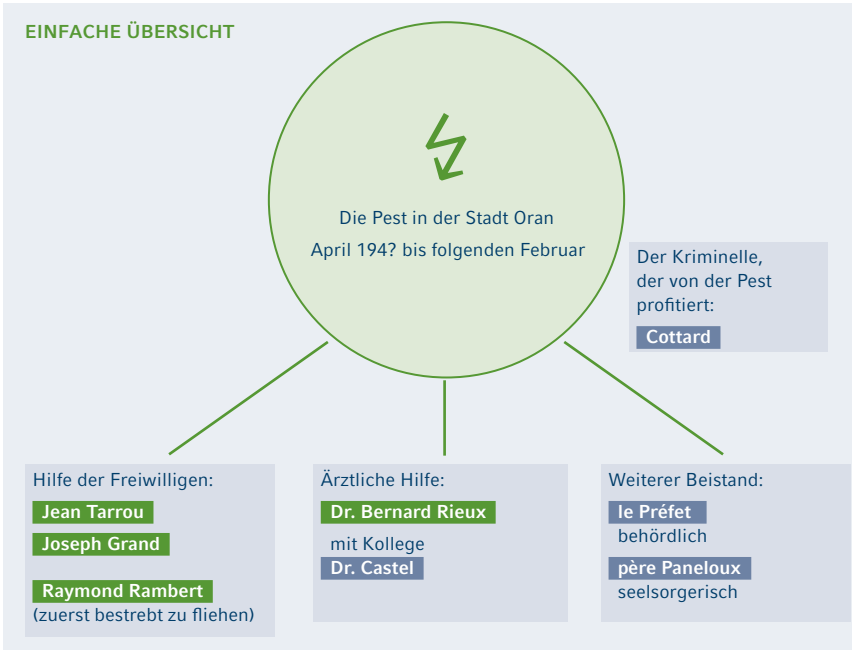 EINFACHE ÜBERSICHT
Die Pest in der Stadt Oran
April 194? bis folgenden Februar
Der Kriminelle,
der von der Pest
profitiert:
Cottard
Hilfe der Freiwilligen:
Jean Tarrou
Joseph Grand
Raymond Rambert
(zuerst bestrebt zu fliehen)
Ärztliche Hilfe:
Dr. Bernard Rieux
mit Kollege
Dr. Castel
Weiterer Beistand:
le Préfet
behördlich
père Paneloux
seelsorgerisch